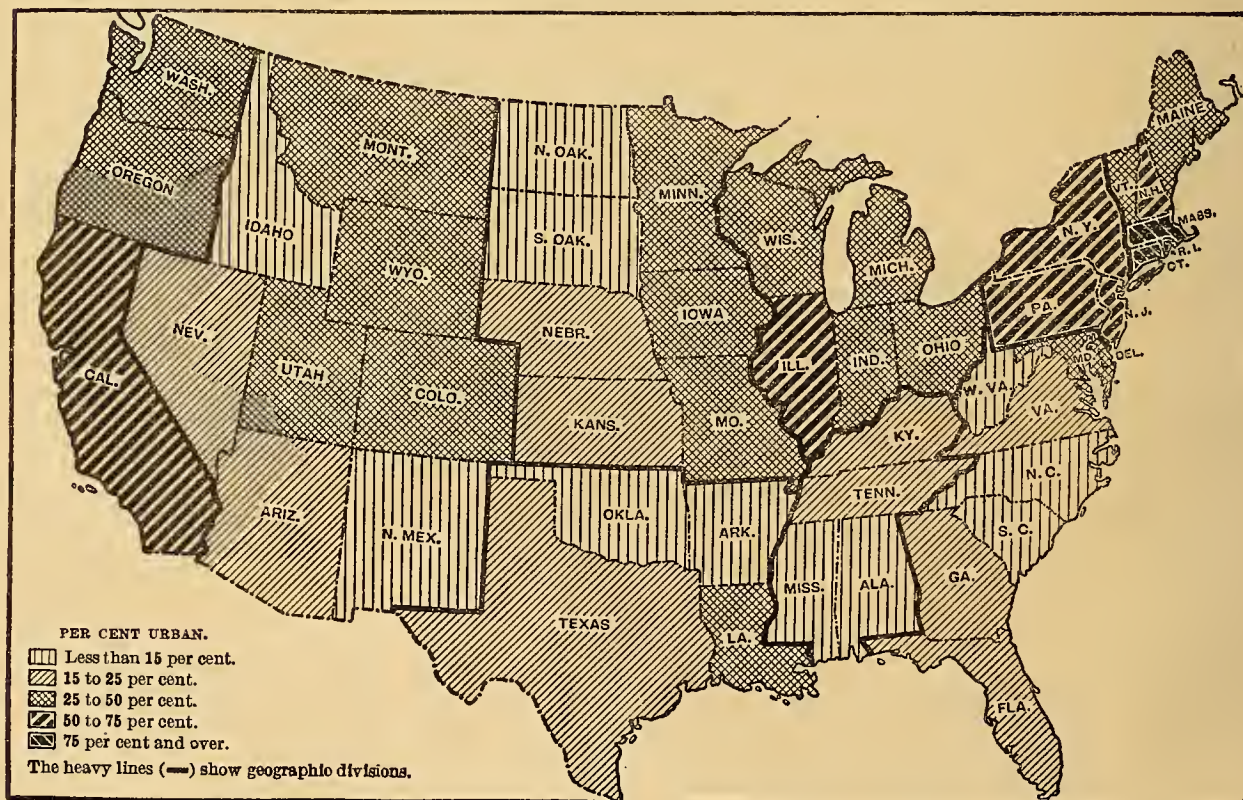 WASH.
MONT.
N. OAK.
MINN.
MAINE
OREGON
IDAHO
S. OAK.
WIS.
MICH.
VT.
N.H.
N. Y.
MASS.
R. I.
CT.
WYO.
NEV.
NEBR.
IOWA
PA.
N. J.
UTAH
COLO.
ILL.
IND.
OHIO
MD.
DEL.
CAL.
KANS.
MO.
W. VA.
VA.
KY.
ARIZ.
N. MEX.
OKLA.
ARK.
TENN.
N. C.
S. C.
MISS.
ALA.
GA.
TEXAS
LA.
FLA.
PER CENT URBAN.
Less than 15 per cent.
15 to 25 per cent.
25 to 50 per cent.
50 to 75 per cent.
75 per cent and over.
The heavy lines (━) show geographic divisions.